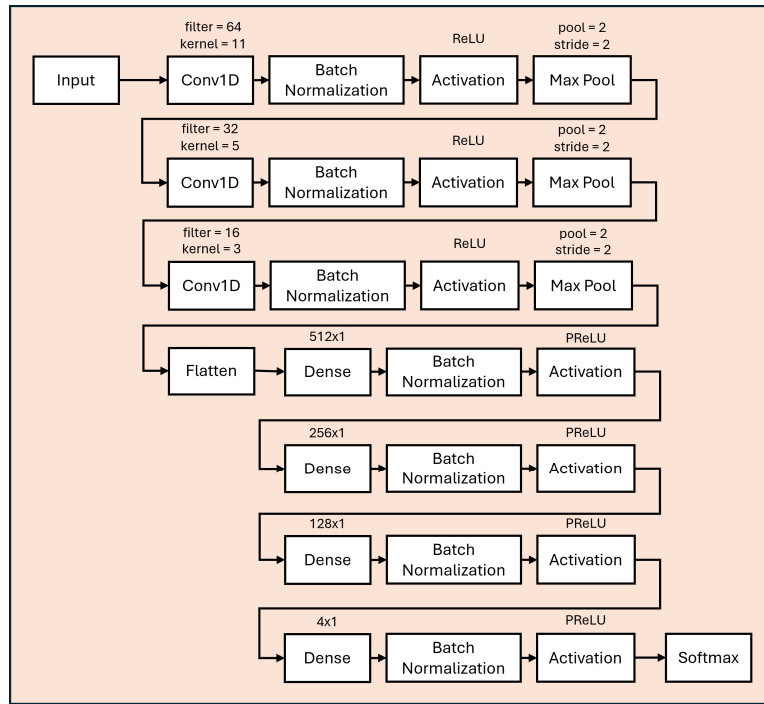 filter = 64
kernel = 11
ReLU
pool = 2
stride = 2
Input
Conv1D
Batch
Normalization
Activation
Max Pool
filter = 32
kernel = 5
ReLU
pool = 2
stride = 2
Conv1D
Batch
Normalization
Activation
Max Pool
filter = 16
kernel = 3
ReLU
pool = 2
stride = 2
Conv1D
Batch
Normalization
Activation
Max Pool
512x1
PReLU
Flatten
Dense
Batch
Normalization
Activation
256x1
PReLU
Dense
Batch
Normalization
Activation
128x1
PReLU
Dense
Batch
Normalization
Activation
4x1
PReLU
Dense
Batch
Normalization
Activation
Softmax